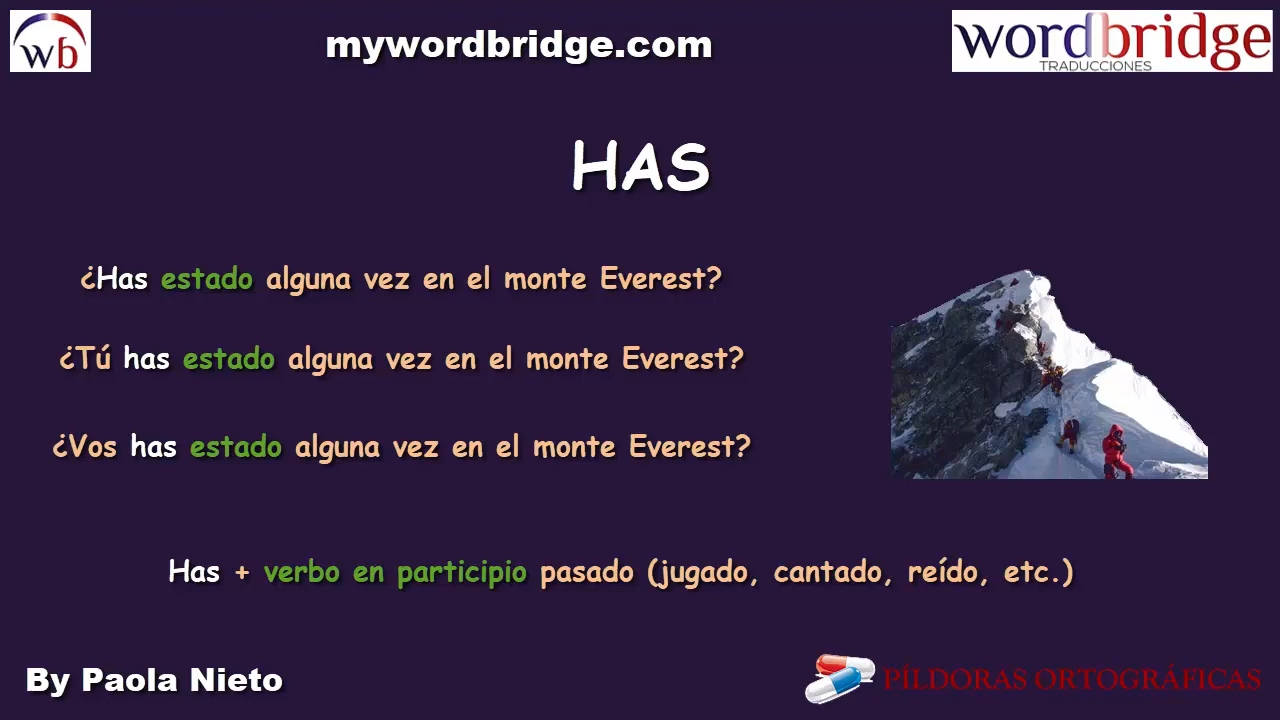 wb
mywordbridge.com
wordbridge
TRADUCCIONES
HAS
¿Has estado alguna vez en el monte Everest?
¿Tú has estado alguna vez en el monte Everest?
¿Vos has estado alguna vez en el monte Everest?
Has + verbo en participio pasado (jugado, cantado, reído, etc.)
By Paola Nieto
PÍLDORAS ORTOGRÁFICAS